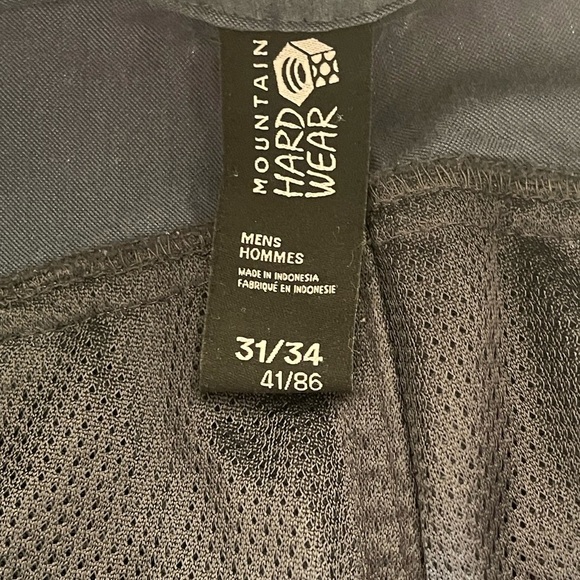 MOUNTAIN
HARD
WEAR
MENS
HOMMES
MADE IN INDONESIA
FABRIQUÉ EN INDONESIE
31/34
41/86